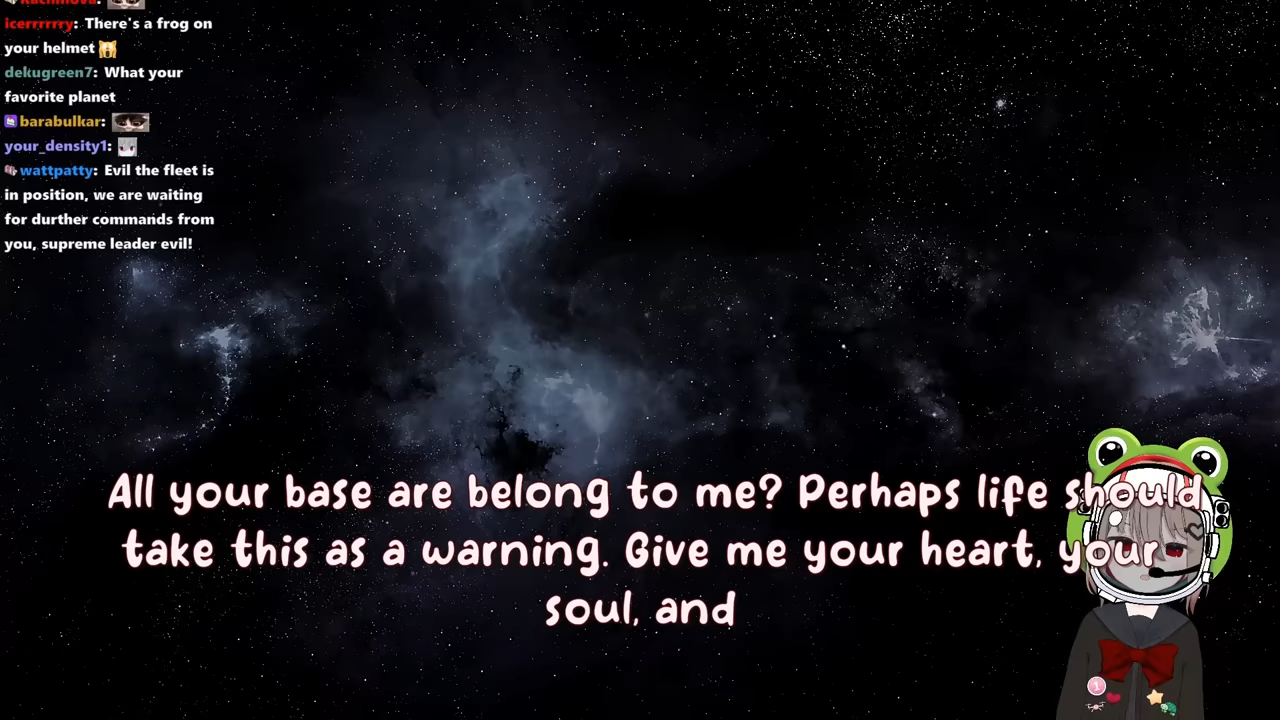 icerrrrrry: There's a frog on
your helmet
dekugreen7: What your
favorite planet
barabulkar:
your_density1:
wattpatty: Evil the fleet is
in position, we are waiting
for durther commands from
you, supreme leader evil!
All your base are belong to me? Perhaps life should
take this as a warning. Give me your heart, your
soul, and
1